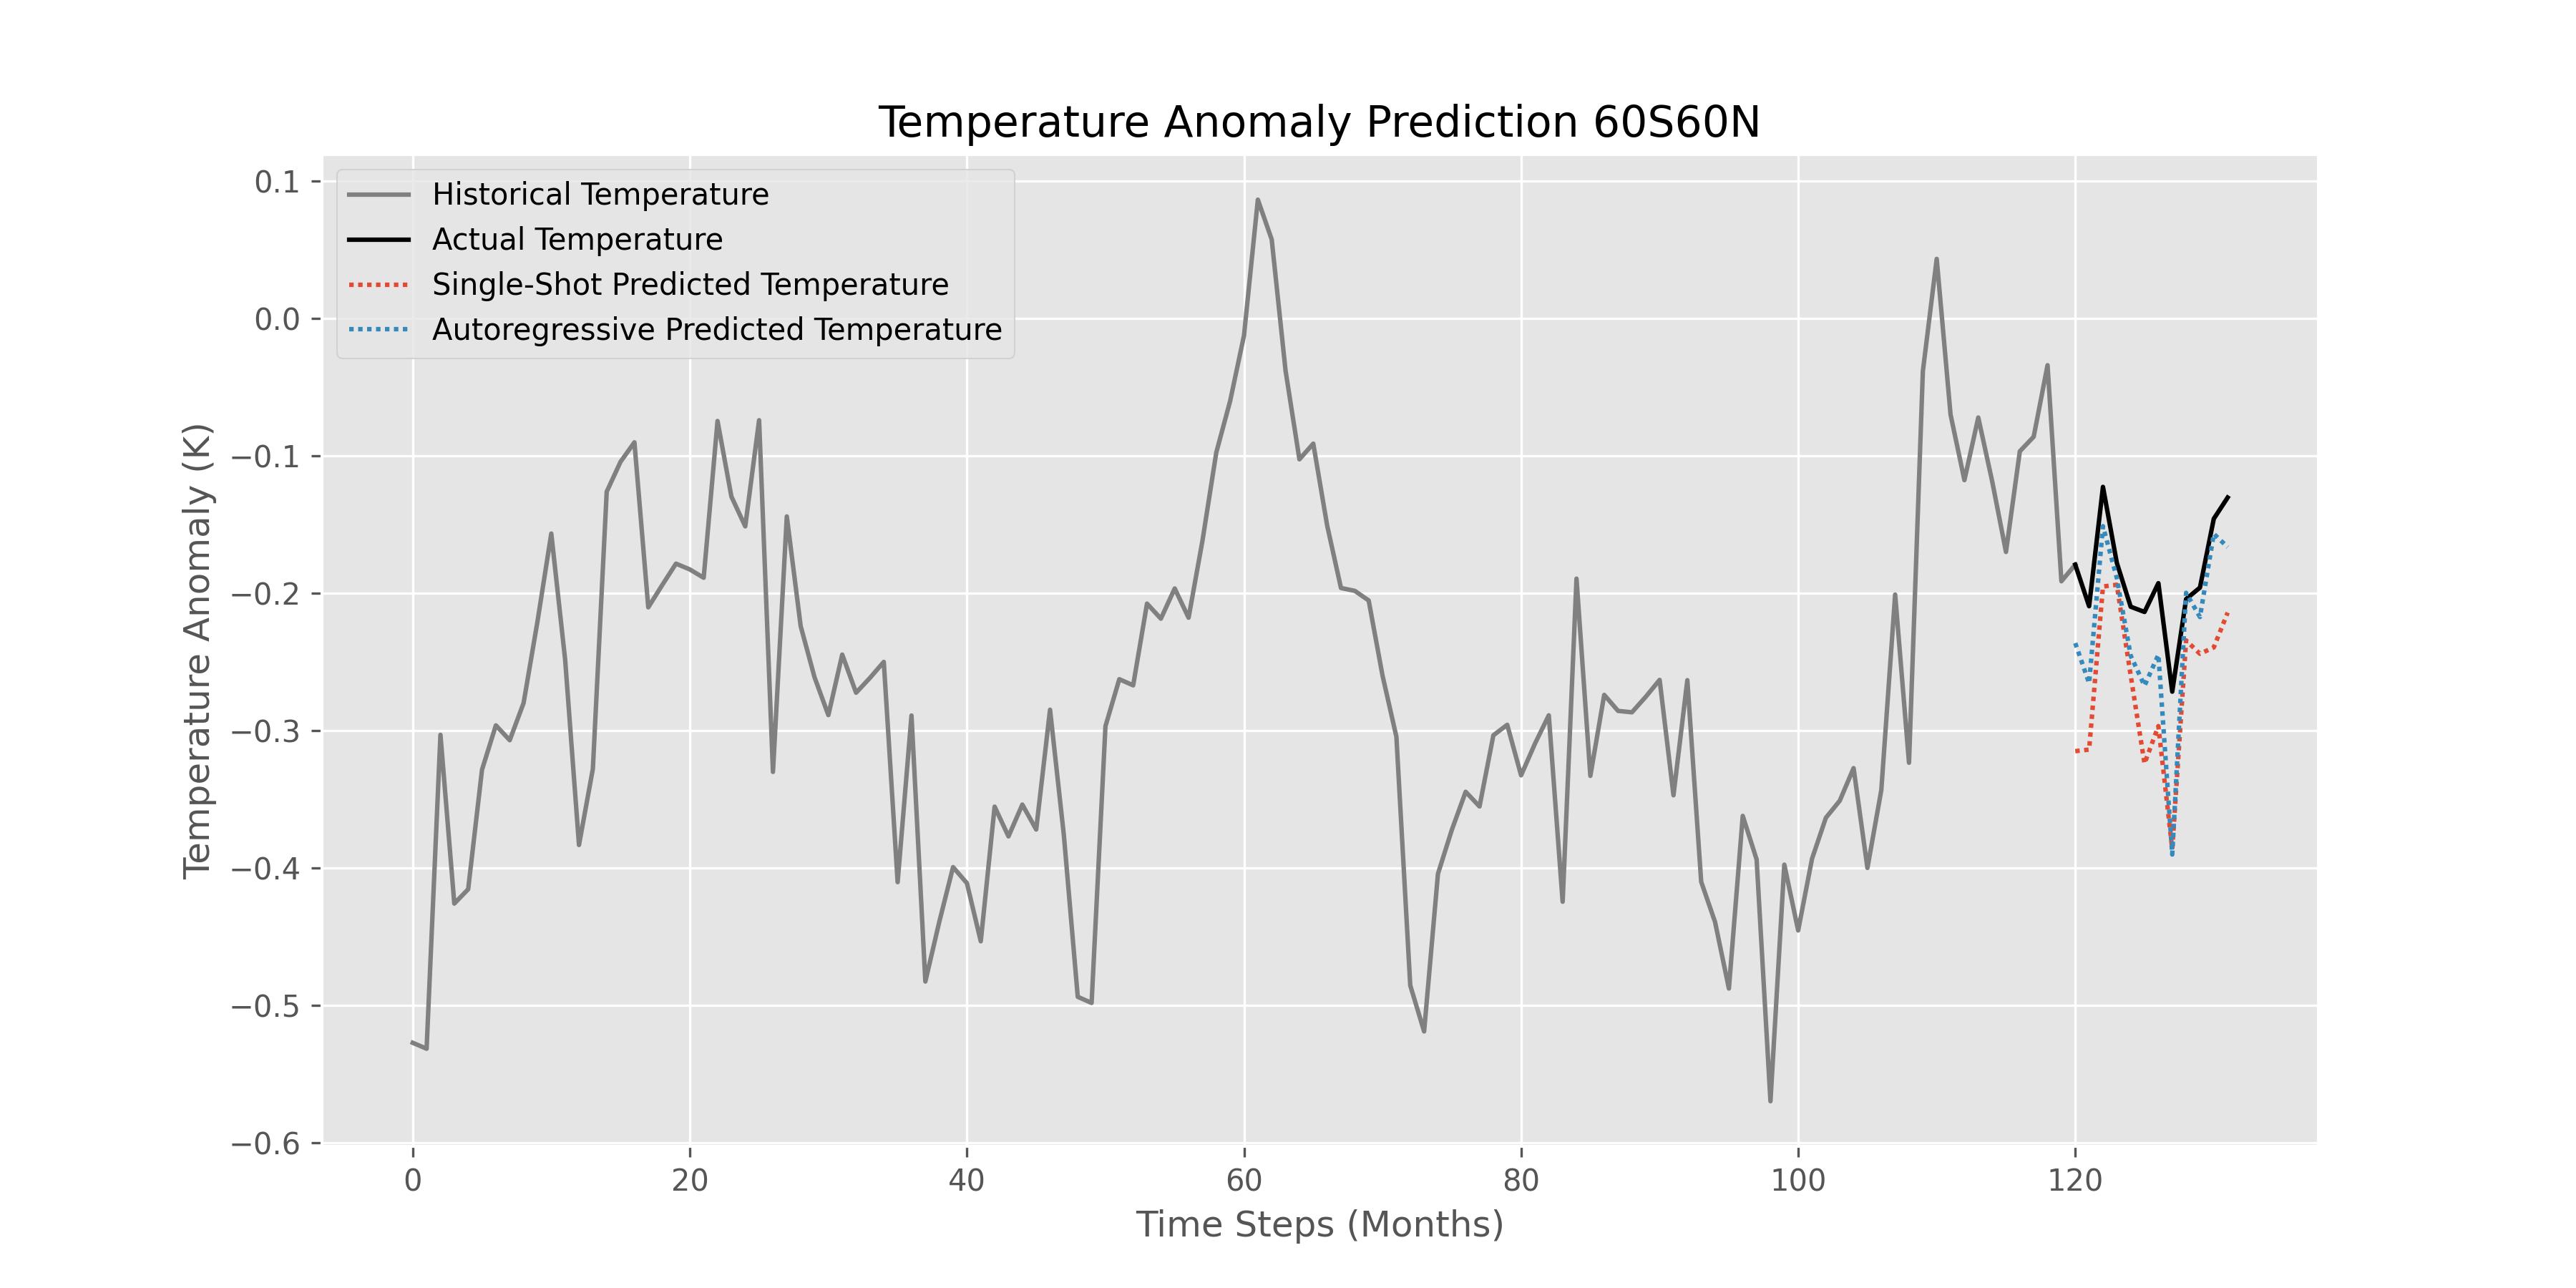 Temperature Anomaly Prediction 60S60N
Historical Temperature
Actual Temperature
Single-Shot Predicted Temperature
Autoregressive Predicted Temperature
Temperature Anomaly (K)
0.1
0.0
−0.1
−0.2
−0.3
−0.4
−0.5
−0.6
0 20 40 60 80 100 120
Time Steps (Months)